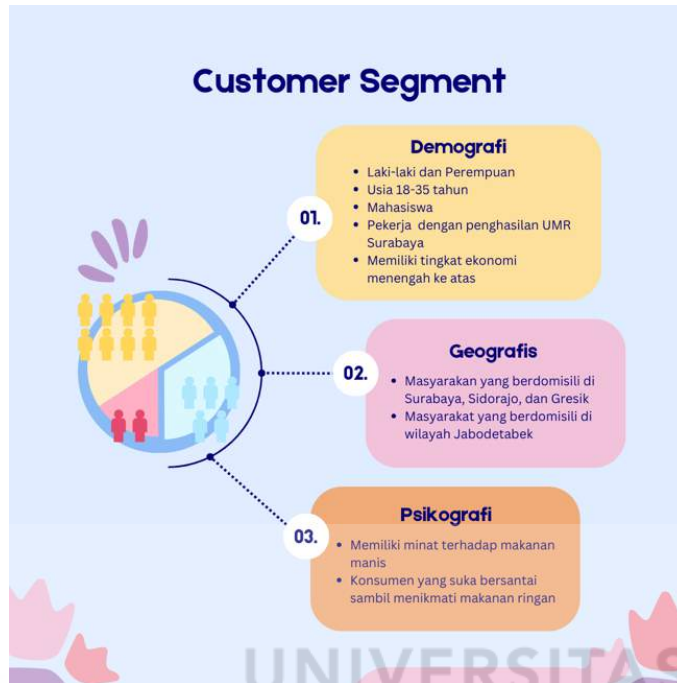 Customer Segment
01.
Demografi
• Laki-laki dan Perempuan
• Usia 18-35 tahun
• Mahasiswa
• Pekerja dengan penghasilan UMR
Surabaya
• Memiliki tingkat ekonomi
menengah ke atas
02.
Geografis
• Masyarakan yang berdomisili di
Surabaya, Sidorajo, dan Gresik
• Masyarakat yang berdomisili di
wilayah Jabodetabek
03.
Psikografi
• Memiliki minat terhadap makanan
manis
• Konsumen yang suka bersantai
sambil menikmati makanan ringan
UNIVERSITAS